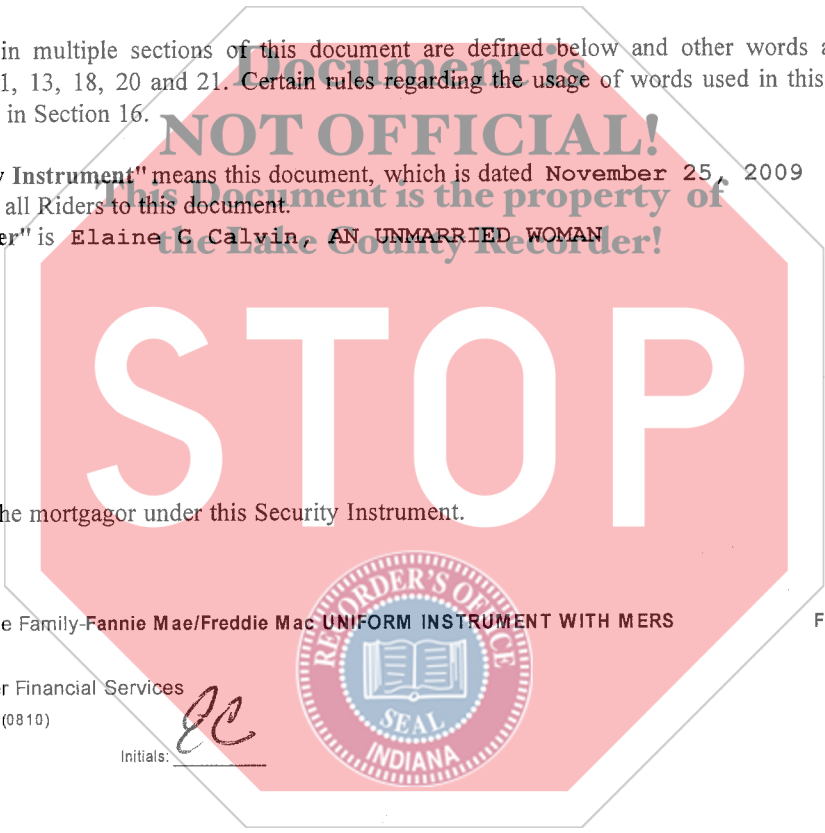 in multiple sections of this document are defined below and other words a
1, 13, 18, 20 and 21. Certain rules regarding the usage of words used in this
in Section 16.
Document is
NOT OFFICIAL!
This Document is the property of
the Lake County Recorder!
y Instrument" means this document, which is dated November 25, 2009
all Riders to this document.
er" is Elaine C Calvin, AN UNMARRIED WOMAN
STOP
he mortgagor under this Security Instrument.
e Family-Fannie Mae/Freddie Mac UNIFORM INSTRUMENT WITH MERS F
r Financial Services
(0810)
Initials: EC
RECORDER'S OFFICE
SEAL
INDIANA